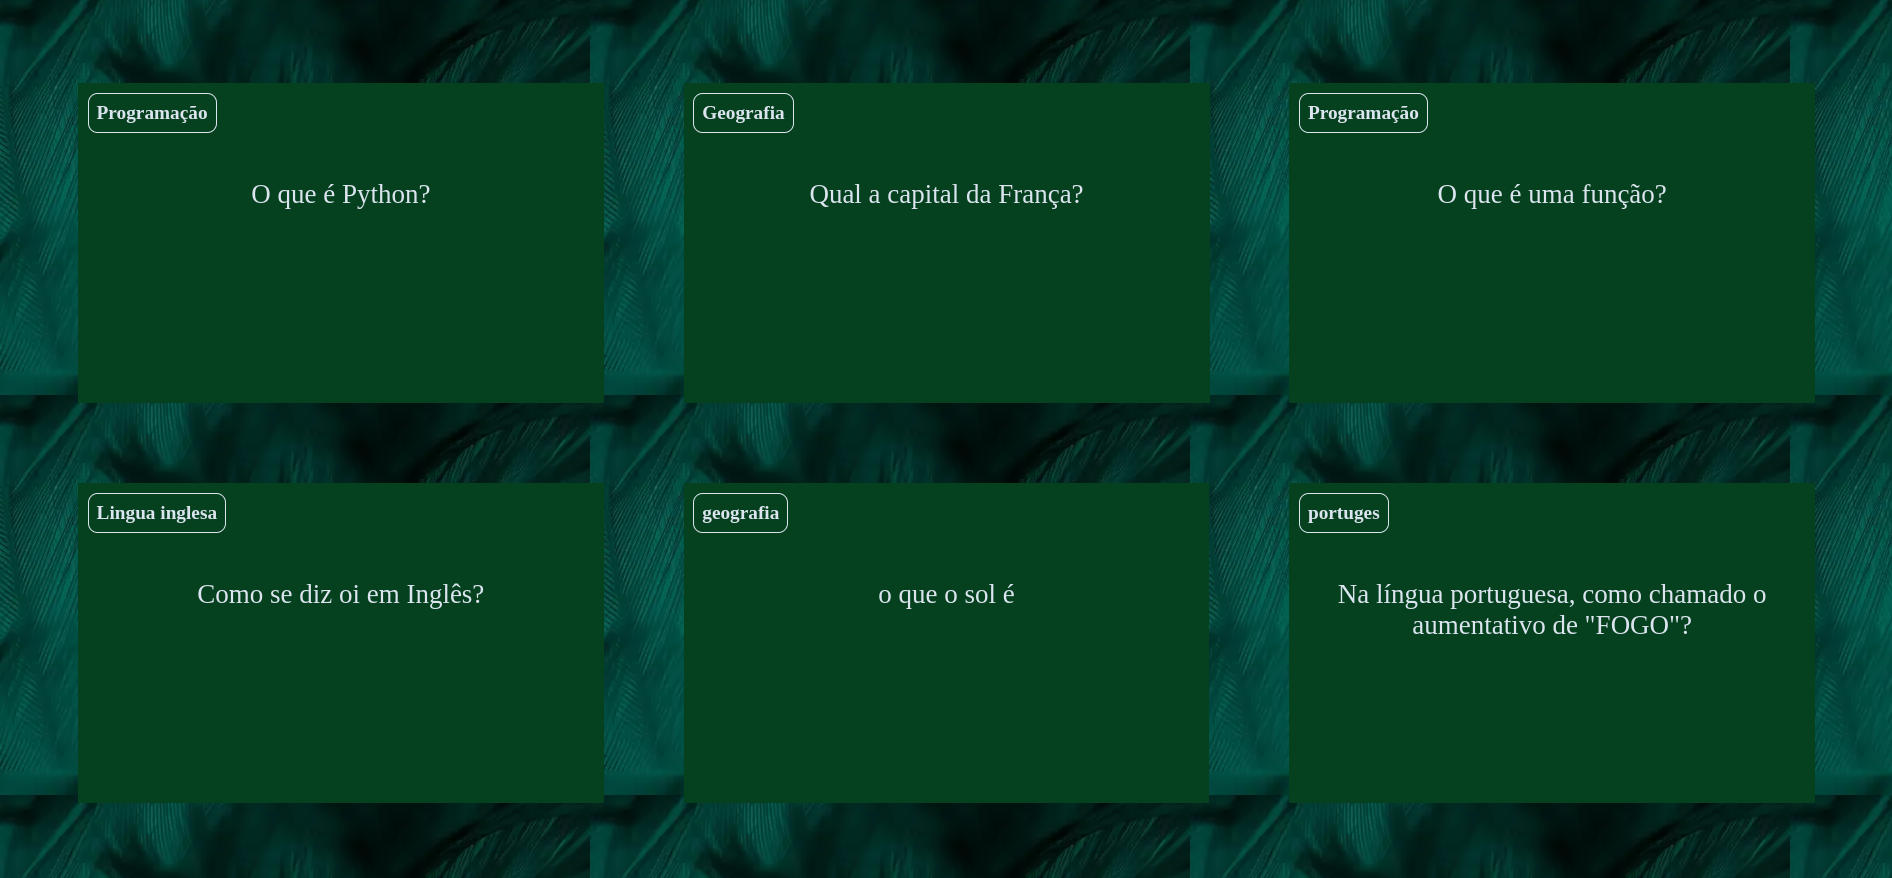 Programação
O que é Python?
Geografia
Qual a capital da França?
Programação
O que é uma função?
Lingua inglesa
Como se diz oi em Inglês?
geografia
o que o sol é
portuges
Na língua portuguesa, como chamado o
aumentativo de "FOGO"?